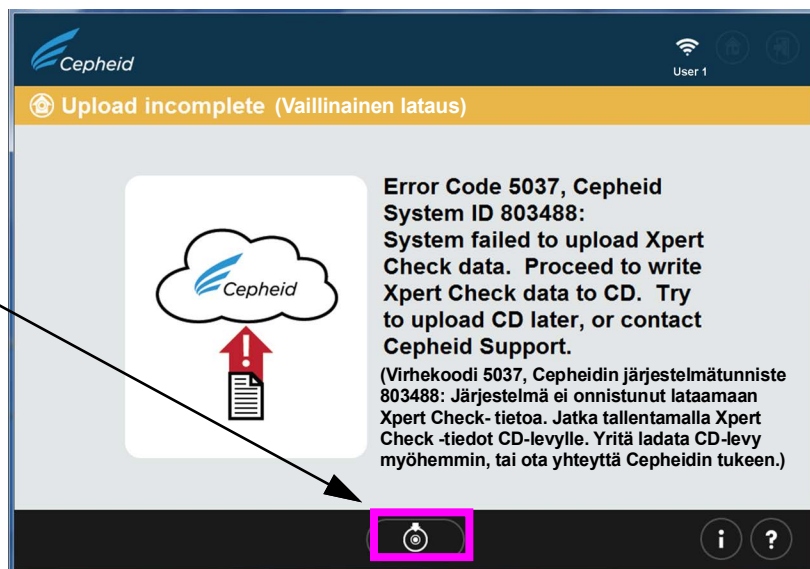 Cepheid
User 1
Upload incomplete (Vaillinainen lataus)
Error Code 5037, Cepheid
System ID 803488:
System failed to upload Xpert
Check data. Proceed to write
Xpert Check data to CD. Try
to upload CD later, or contact
Cepheid Support.
(Virhekoodi 5037, Cepheidin järjestelmätunniste
803488: Järjestelmä ei onnistunut lataamaan
Xpert Check- tietoa. Jatka tallentamalla Xpert
Check -tiedot CD-levylle. Yritä ladata CD-levy
myöhemmin, tai ota yhteyttä Cepheidin tukeen.)
Cepheid
!
i ?